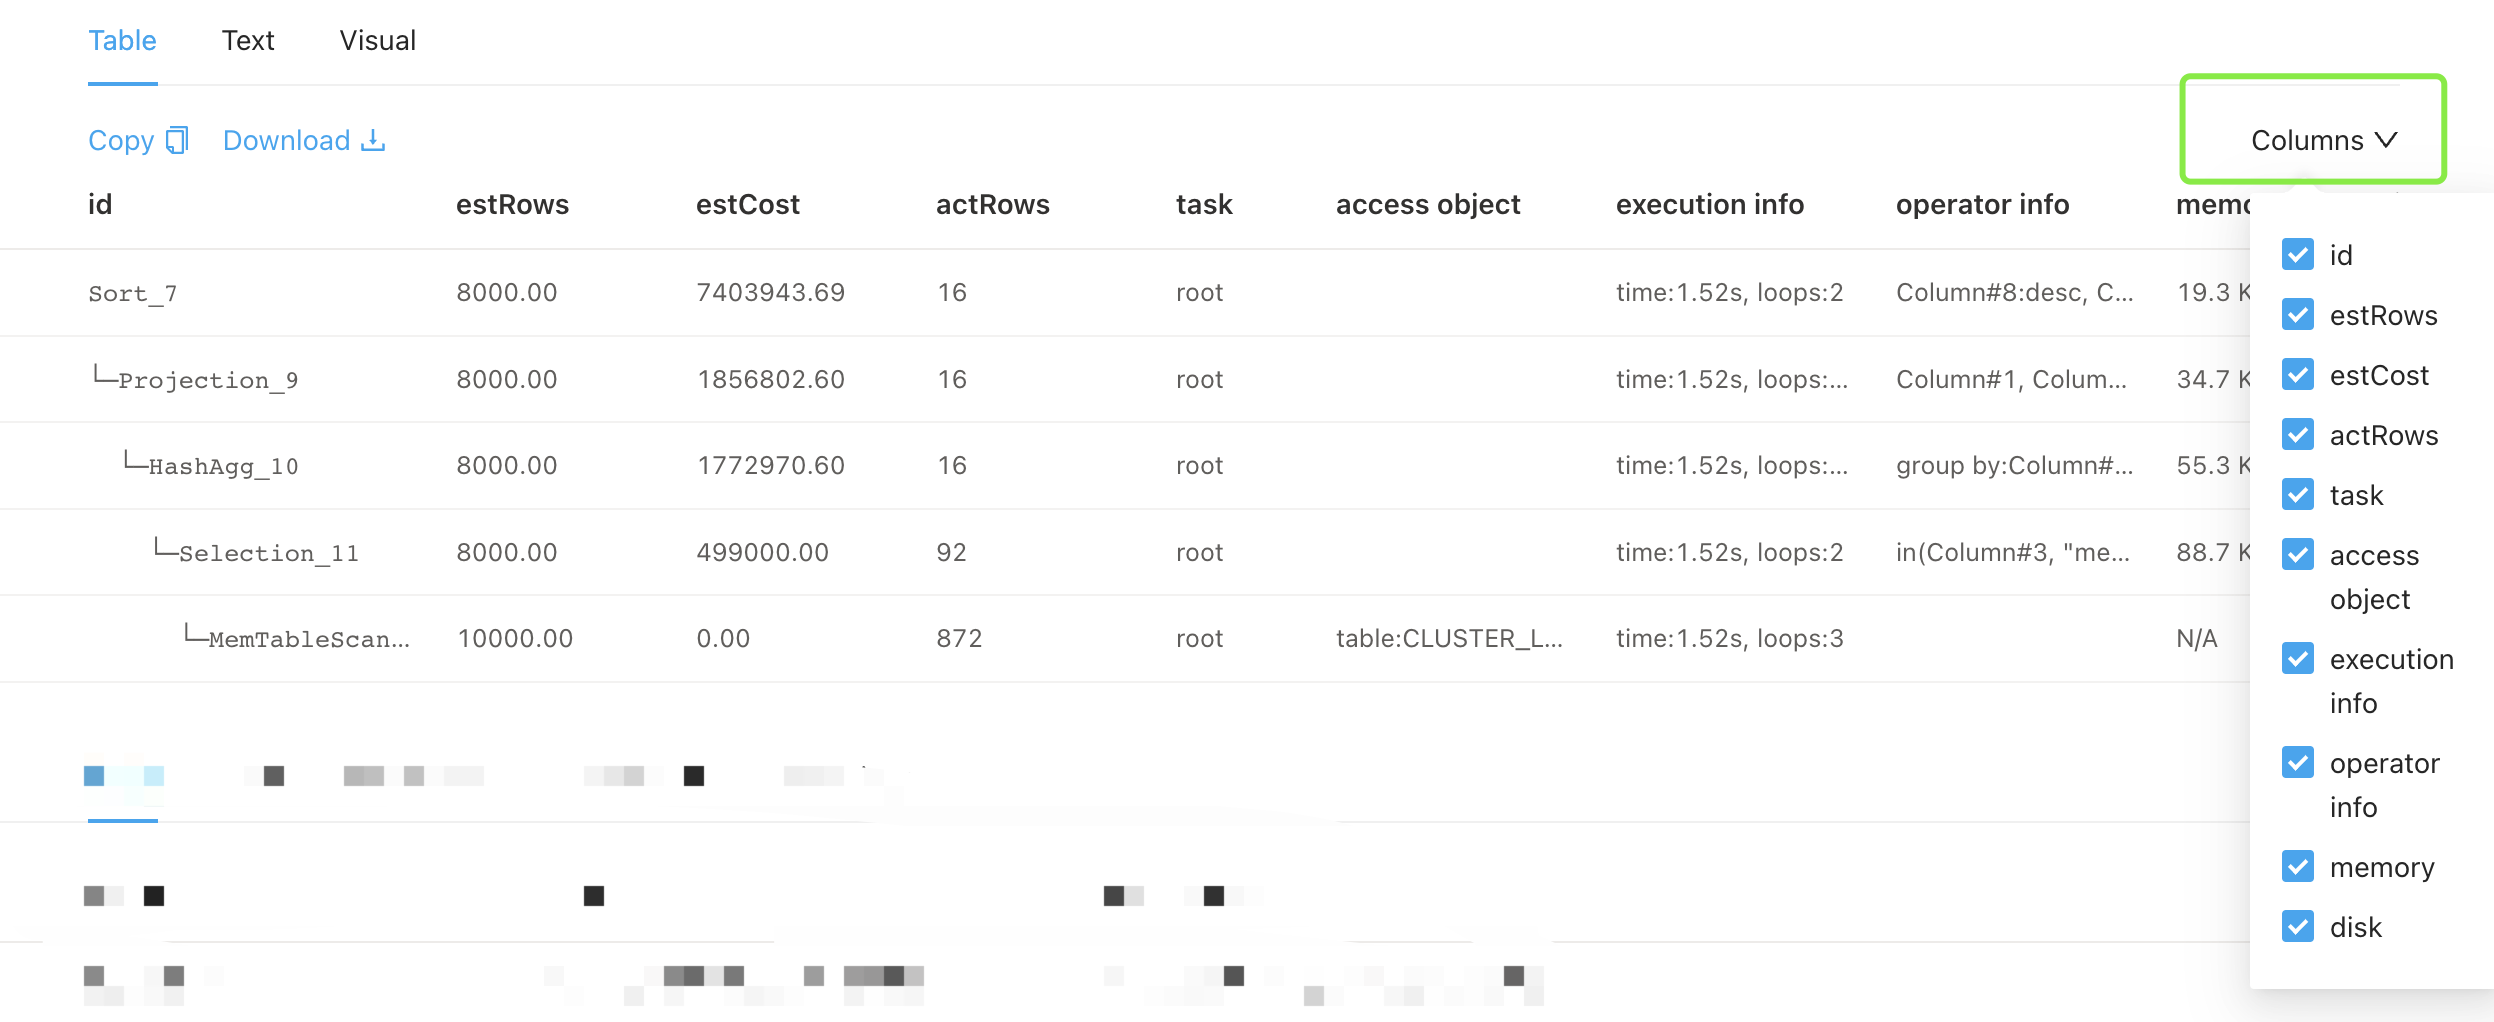 Table Text Visual
Copy Download Columns
id estRows estCost actRows task access object execution info operator info memo
Sort_7 8000.00 7403943.69 16 root time:1.52s, loops:2 Column#8:desc, C... 19.3 K
└─Projection_9 8000.00 1856802.60 16 root time:1.52s, loops:... Column#1, Colum... 34.7 K
└─HashAgg_10 8000.00 1772970.60 16 root time:1.52s, loops:... group by:Column#... 55.3 K
└─Selection_11 8000.00 499000.00 92 root time:1.52s, loops:2 in(Column#3, "me... 88.7 K
└─MemTableScan... 10000.00 0.00 872 root table:CLUSTER_L... time:1.52s, loops:3 N/A
id
estRows
estCost
actRows
task
access
object
execution
info
operator
info
memory
disk